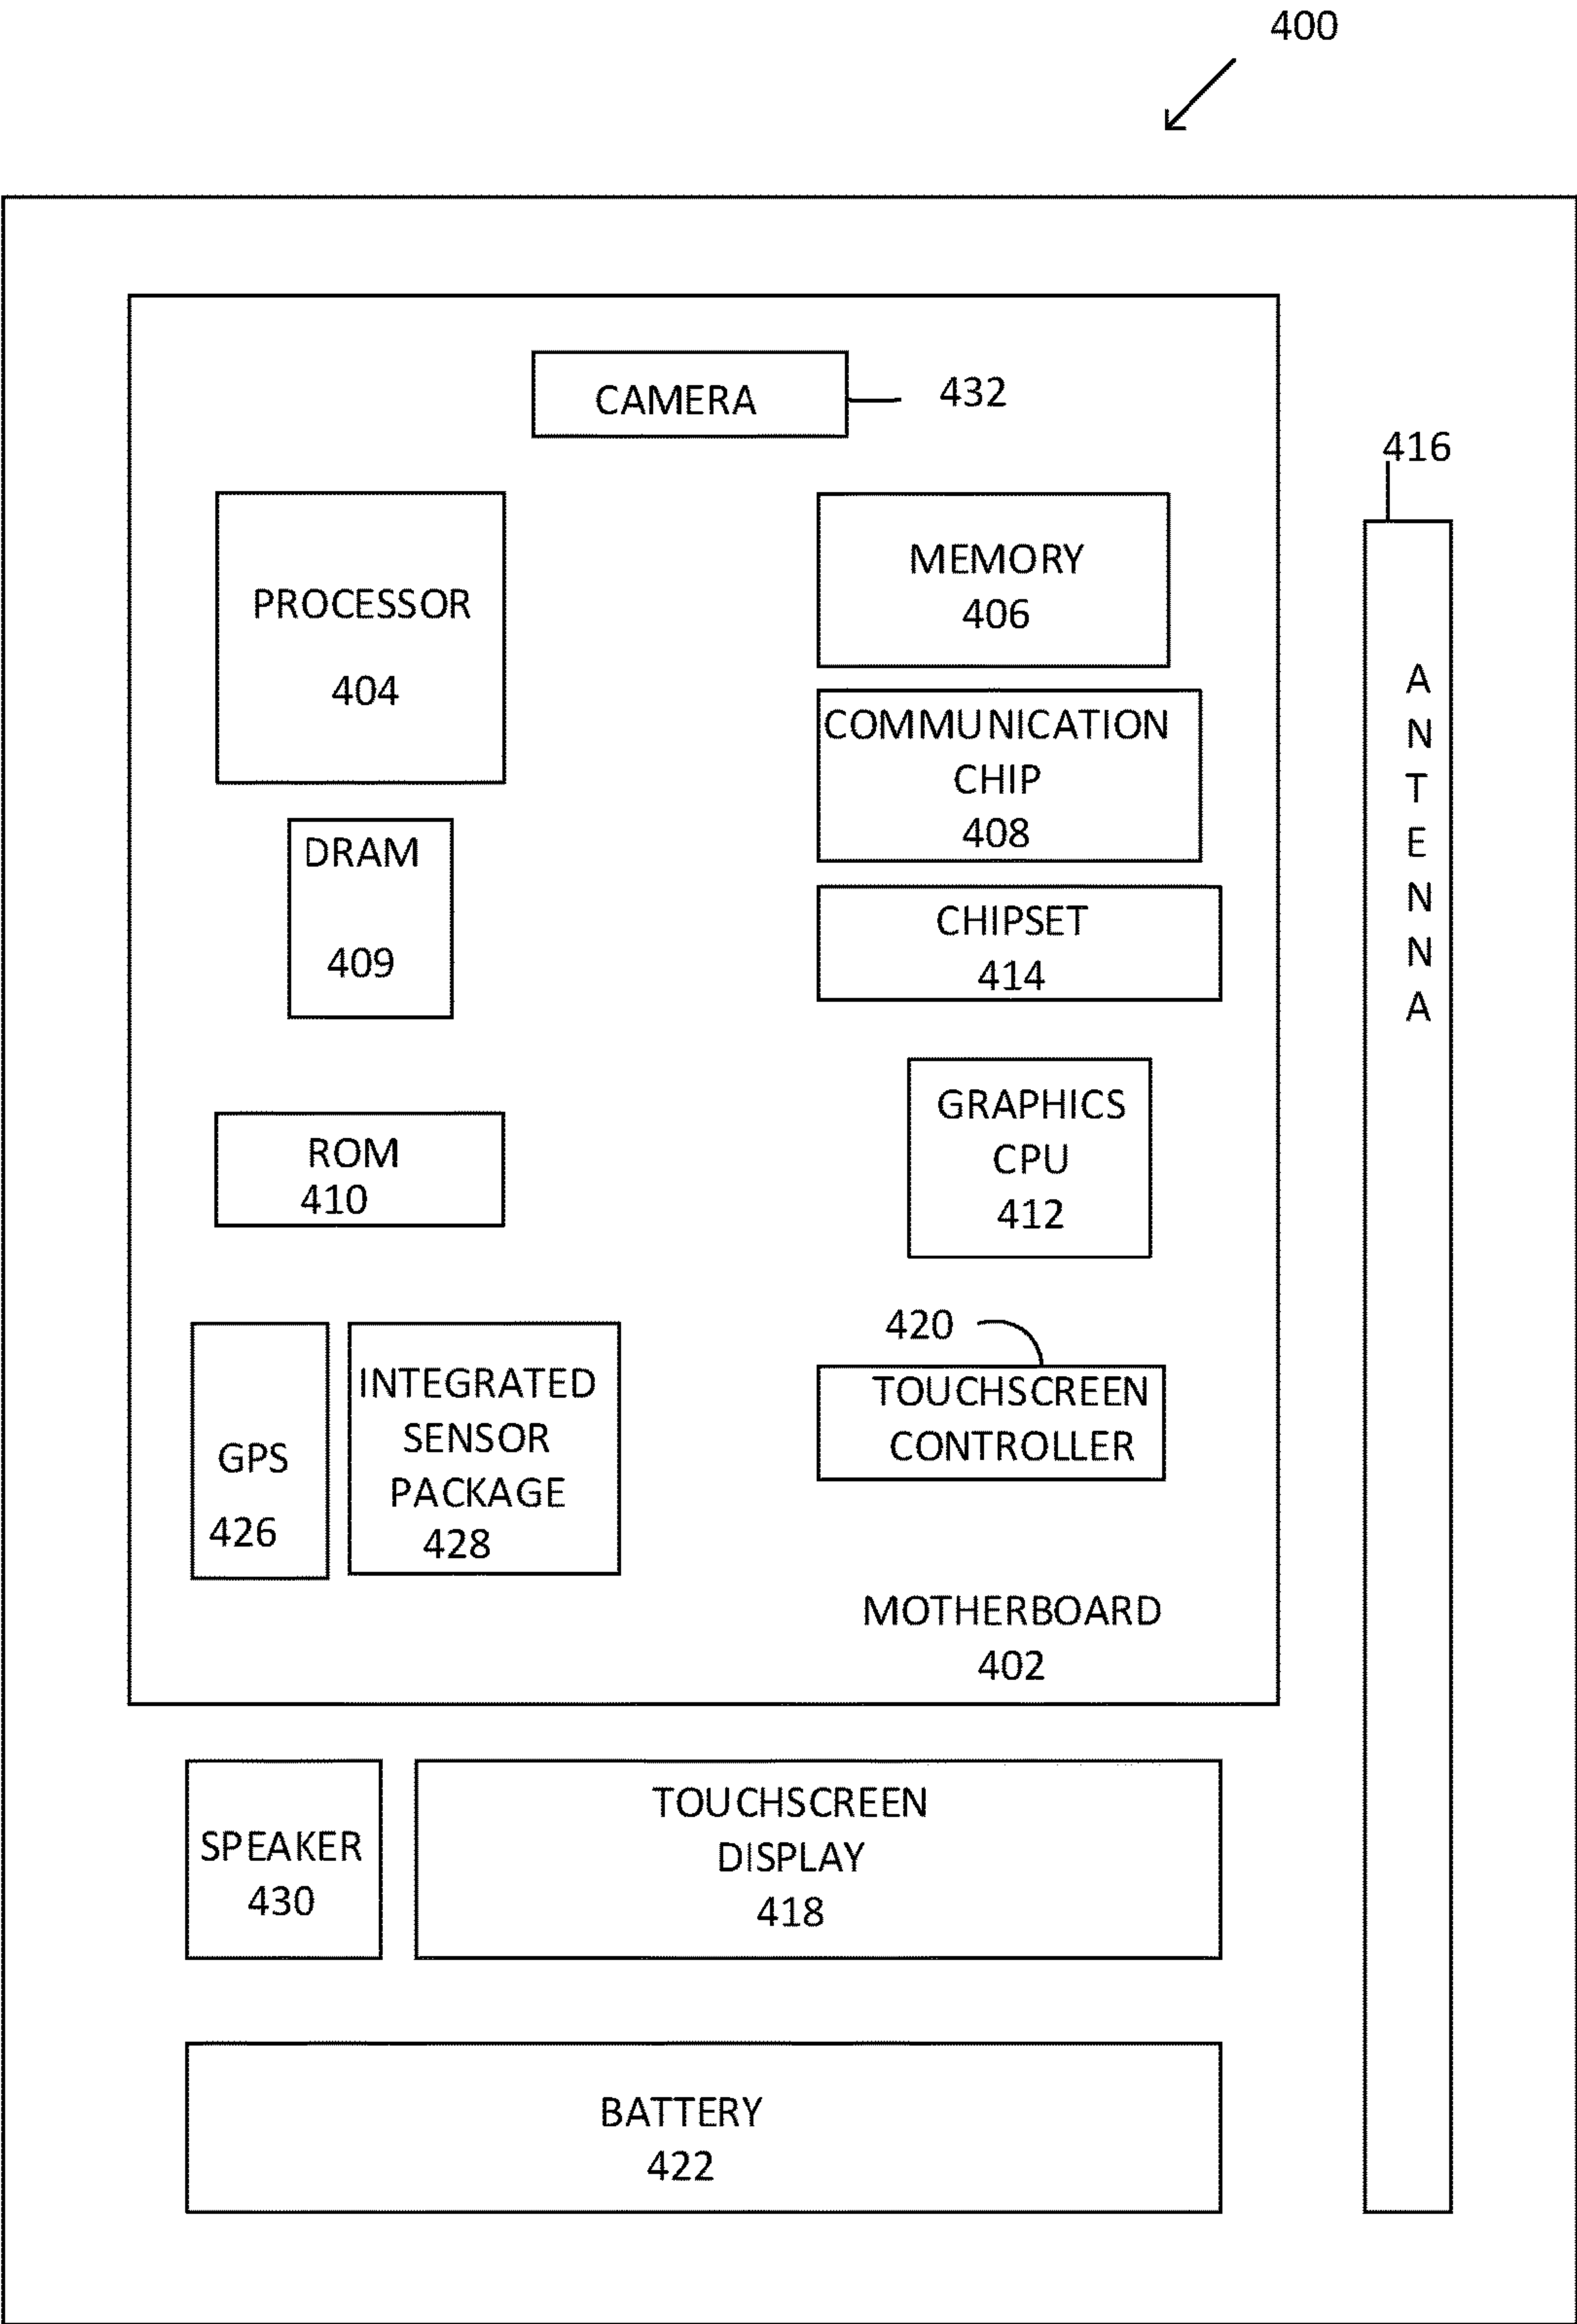 400
CAMERA
432
416
PROCESSOR
404
MEMORY
406
COMMUNICATION
CHIP
408
DRAM
409
CHIPSET
414
ANTENNA
ROM
410
GRAPHICS
CPU
412
GPS
426
INTEGRATED
SENSOR
PACKAGE
428
420
TOUCHSCREEN
CONTROLLER
MOTHERBOARD
402
SPEAKER
430
TOUCHSCREEN
DISPLAY
418
BATTERY
422